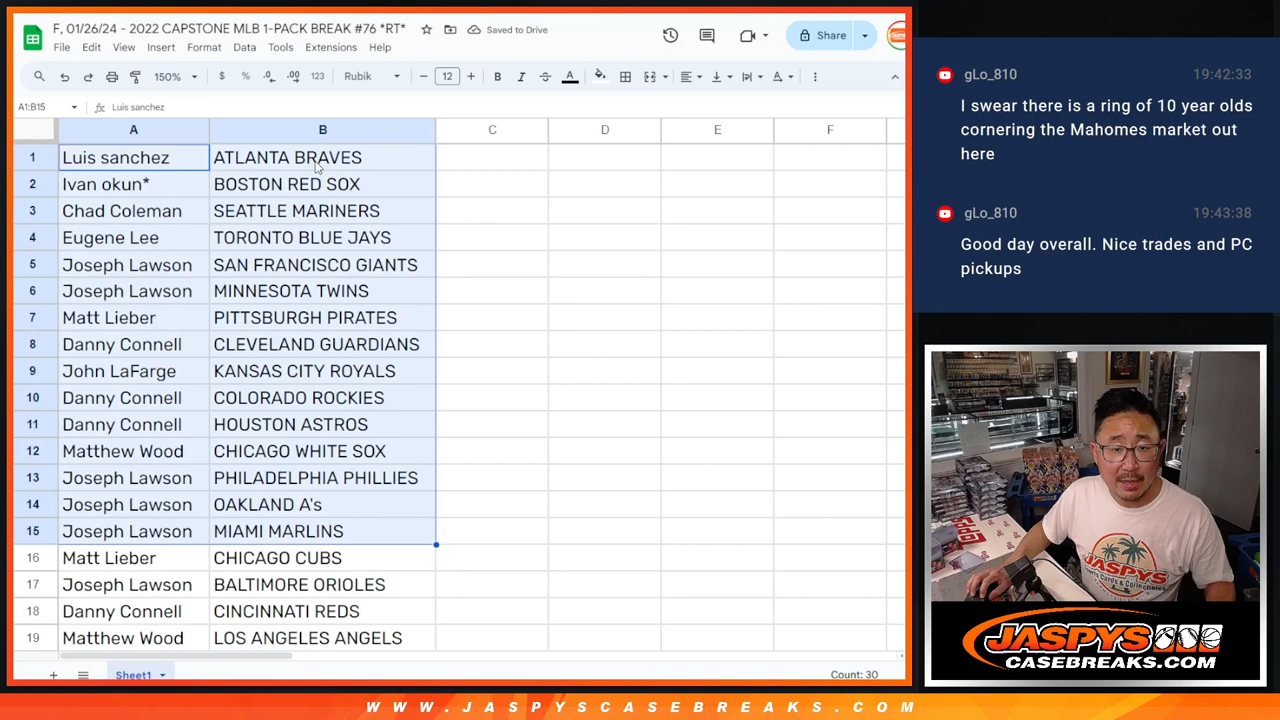 F, 01/26/24 - 2022 CAPSTONE MLB 1-PACK BREAK #76 *RT*
Saved to Drive
File Edit View Insert Format Data Tools Extensions Help
Share
150% $ % .0 .00 123 Rubik 12 B I A
A1:B15 fx Luis sanchez
A B C D E F
1 Luis sanchez ATLANTA BRAVES
2 Ivan okun* BOSTON RED SOX
3 Chad Coleman SEATTLE MARINERS
4 Eugene Lee TORONTO BLUE JAYS
5 Joseph Lawson SAN FRANCISCO GIANTS
6 Joseph Lawson MINNESOTA TWINS
7 Matt Lieber PITTSBURGH PIRATES
8 Danny Connell CLEVELAND GUARDIANS
9 John LaFarge KANSAS CITY ROYALS
10 Danny Connell COLORADO ROCKIES
11 Danny Connell HOUSTON ASTROS
12 Matthew Wood CHICAGO WHITE SOX
13 Joseph Lawson PHILADELPHIA PHILLIES
14 Joseph Lawson OAKLAND A's
15 Joseph Lawson MIAMI MARLINS
16 Matt Lieber CHICAGO CUBS
17 Joseph Lawson BALTIMORE ORIOLES
18 Danny Connell CINCINNATI REDS
19 Matthew Wood LOS ANGELES ANGELS
Sheet1 Count: 30
gLo_810 19:42:33
I swear there is a ring of 10 year olds
cornering the Mahomes market out
here
gLo_810 19:43:38
Good day overall. Nice trades and PC
pickups
JASPYS
JASPYS
CASEBREAKS.COM
WWW.JASPYSCASEBREAKS.COM